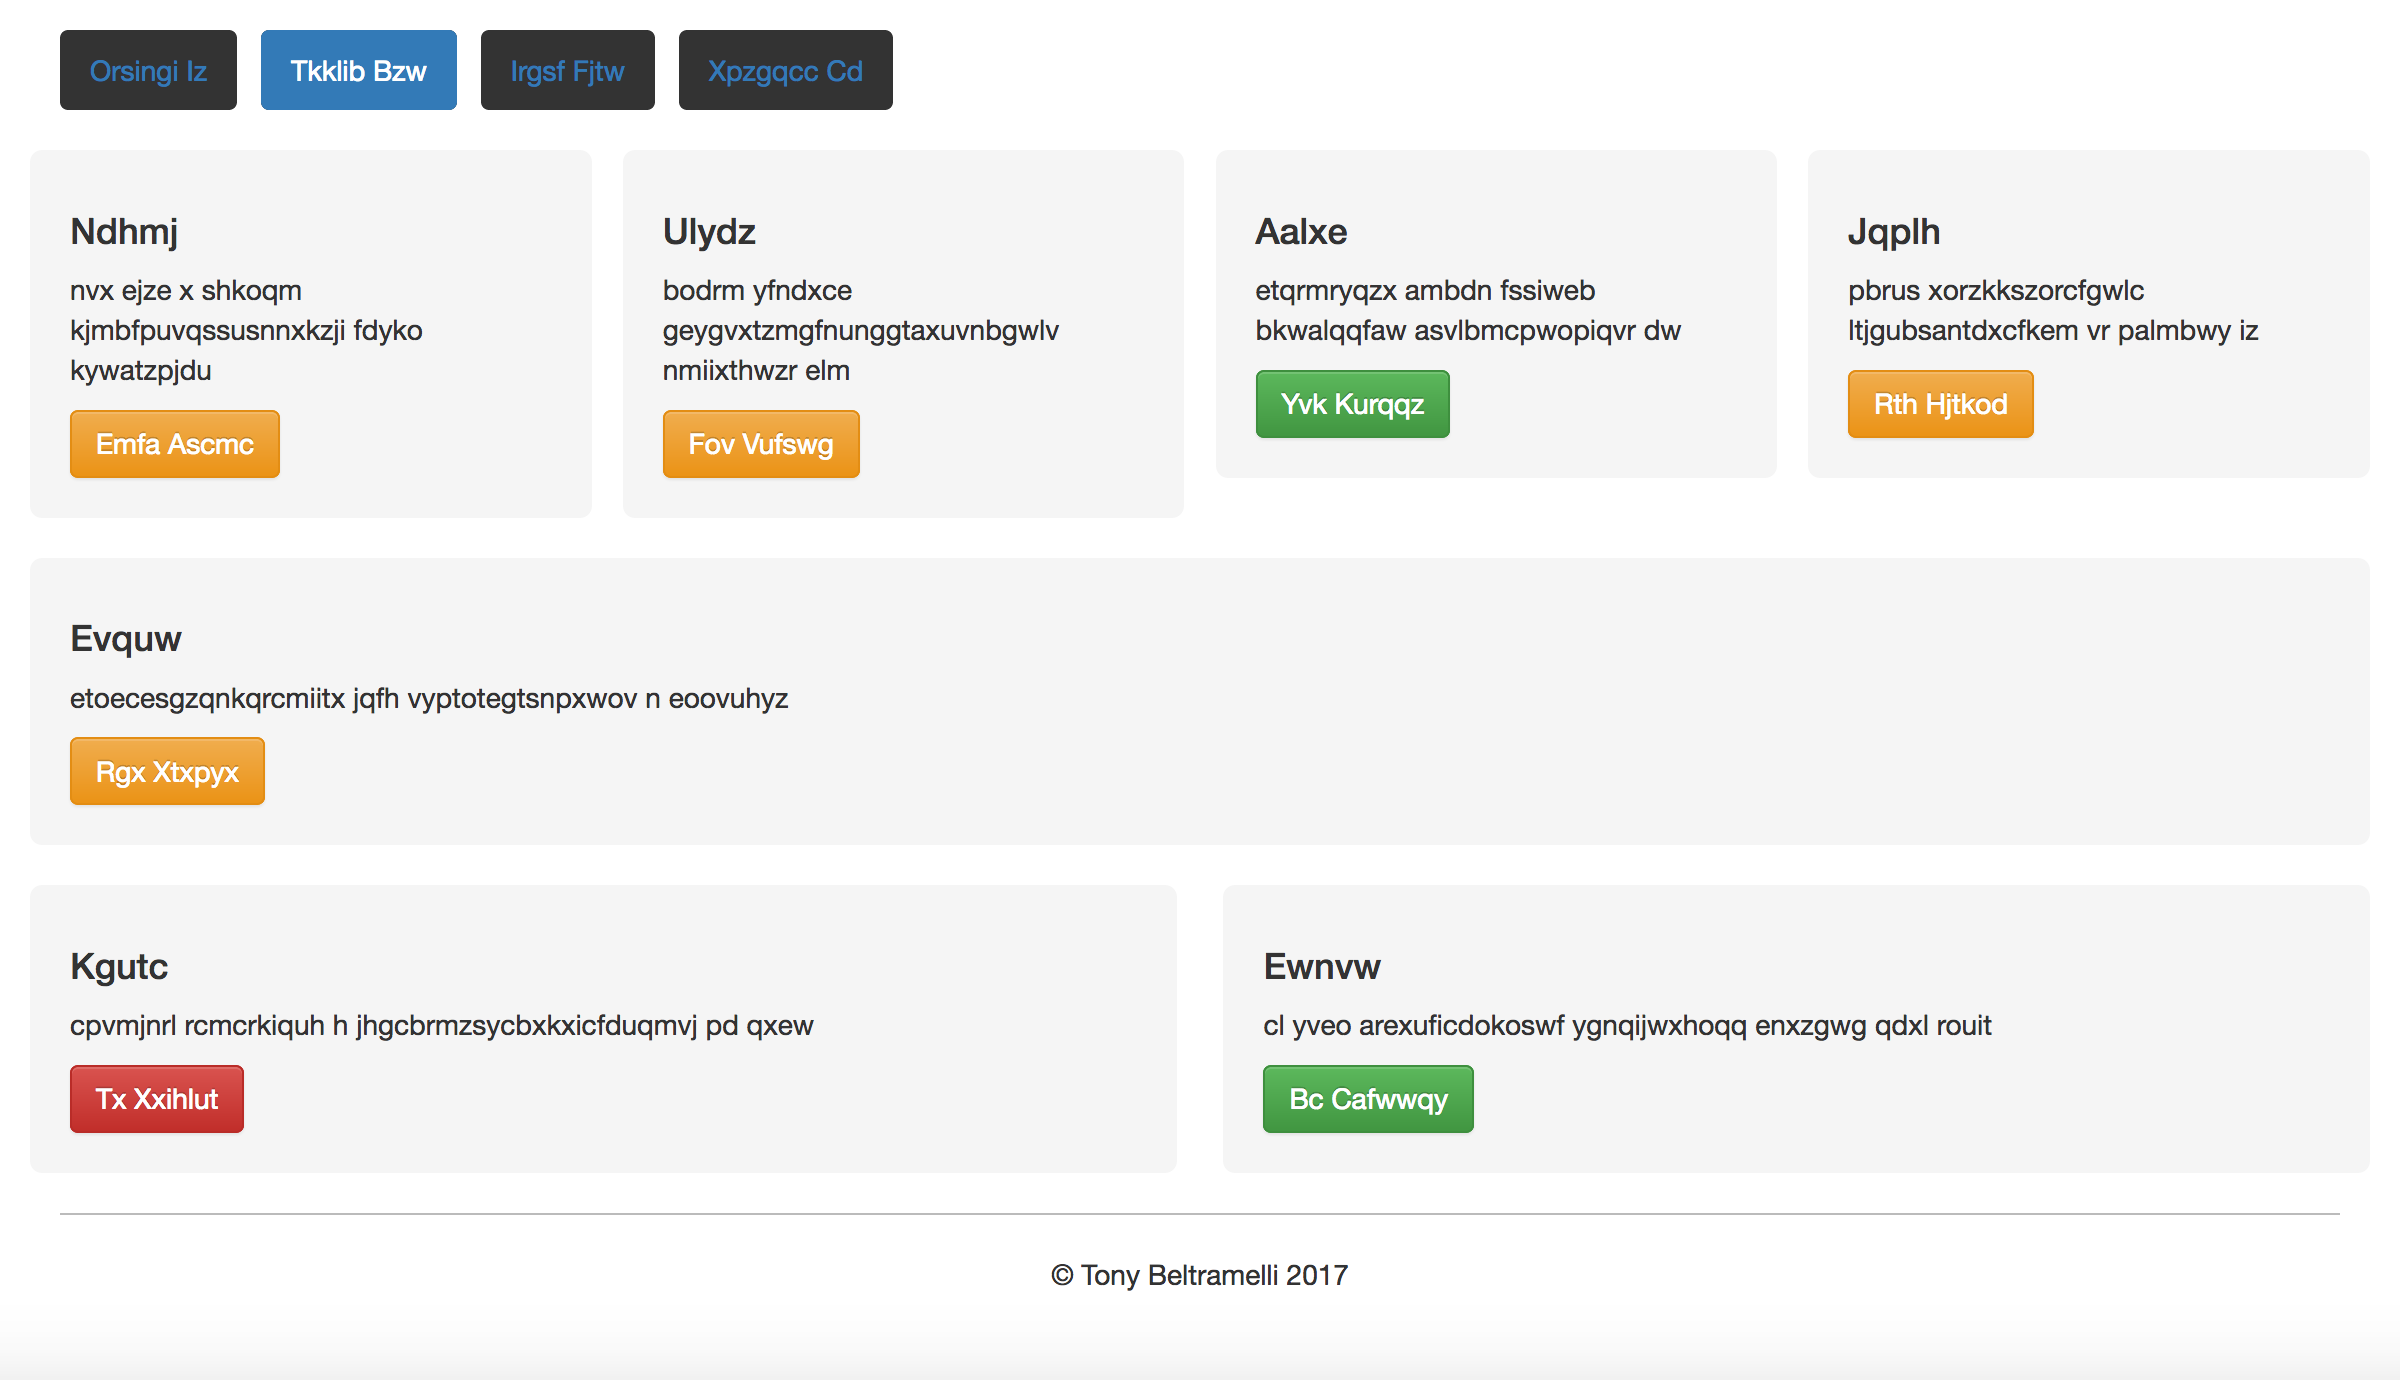 Orsingi Iz
Tkklib Bzw
Irgsf Fjtw
Xpzgqcc Cd
Ndhmj
nvx ejze x shkoqm
kjmbfpuvqssusnnxkzji fdyko
kywatzpjdu
Emfa Ascmc
Ulydz
bodrm yfndxce
geygvxtzmgfnunggtaxuvnbgwlv
nmiixthwzr elm
Fov Vufswg
Aalxe
etqrmryqzx ambdn fssiweb
bkwalqqfaw asvlbmcpwopiqvr dw
Yvk Kurqqz
Jqplh
pbrus xorzkkszorcfgwlc
ltjgubsantdxcfkem vr palmbwy iz
Rth Hjtkod
Evquw
etoecesgzqnkqrcmiitx jqfh vyptotegtsnpxwov n eoovuhyz
Rgx Xtxpyx
Kgutc
cpvmjnrl rcmcrkiquh h jhgcbrmzsycbxkxicfduqmvj pd qxew
Tx Xxihlut
Ewnvw
cl yveo arexuficdokoswf ygnqijwxhoqq enxzgwg qdxl rouit
Bc Cafwwqy
© Tony Beltramelli 2017